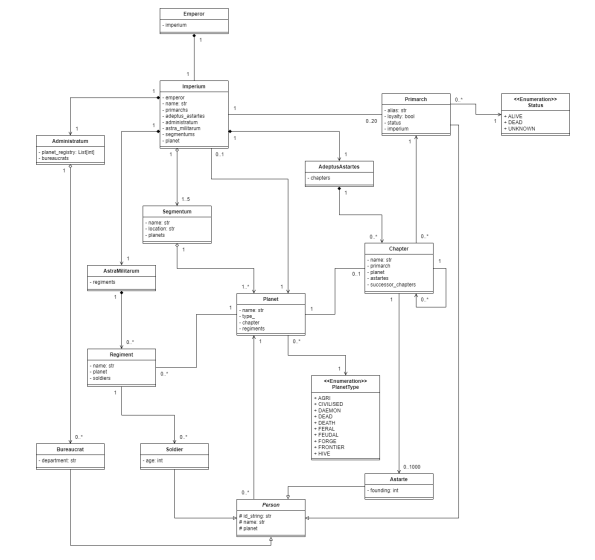 Emperor
- imperium
1
1
Imperium
- emperor
- name: str
- primarchs
- adeptus_astartes
- administratum
- astra_militarum
- segmentums
- planet
1
1
1
1
1
0..1
Primarch
- alias: str
- loyalty: bool
- status
- imperium
0..20
0..*
1
1
<<Enumeration>>
Status
+ ALIVE
+ DEAD
+ UNKNOWN
1
Administratum
- planet_registry: List[int]
- bureaucrats
1
1
AdeptusAstartes
- chapters
1
1..5
Segmentum
- name: str
- location: str
- planets
1
0..*
0..*
Chapter
- name: str
- primarch
- planet
- astartes
- successor_chapters
1
0..1
1
0..*
1
AstraMilitarum
- regiments
1
1..*
1
Planet
- name: str
- type_
- chapter
- regiments
1
1
1
0..*
0..*
Regiment
- name: str
- planet
- soldiers
0..*
1
1
<<Enumeration>>
PlanetType
+ AGRI
+ CIVILISED
+ DAEMON
+ DEAD
+ DEATH
+ FERAL
+ FEUDAL
+ FORGE
+ FRONTIER
+ HIVE
0..*
Bureaucrat
- department: str
0..*
Soldier
- age: int
0..1000
Astarte
- founding: int
0..*
Person
# id_string: str
# name: str
# planet